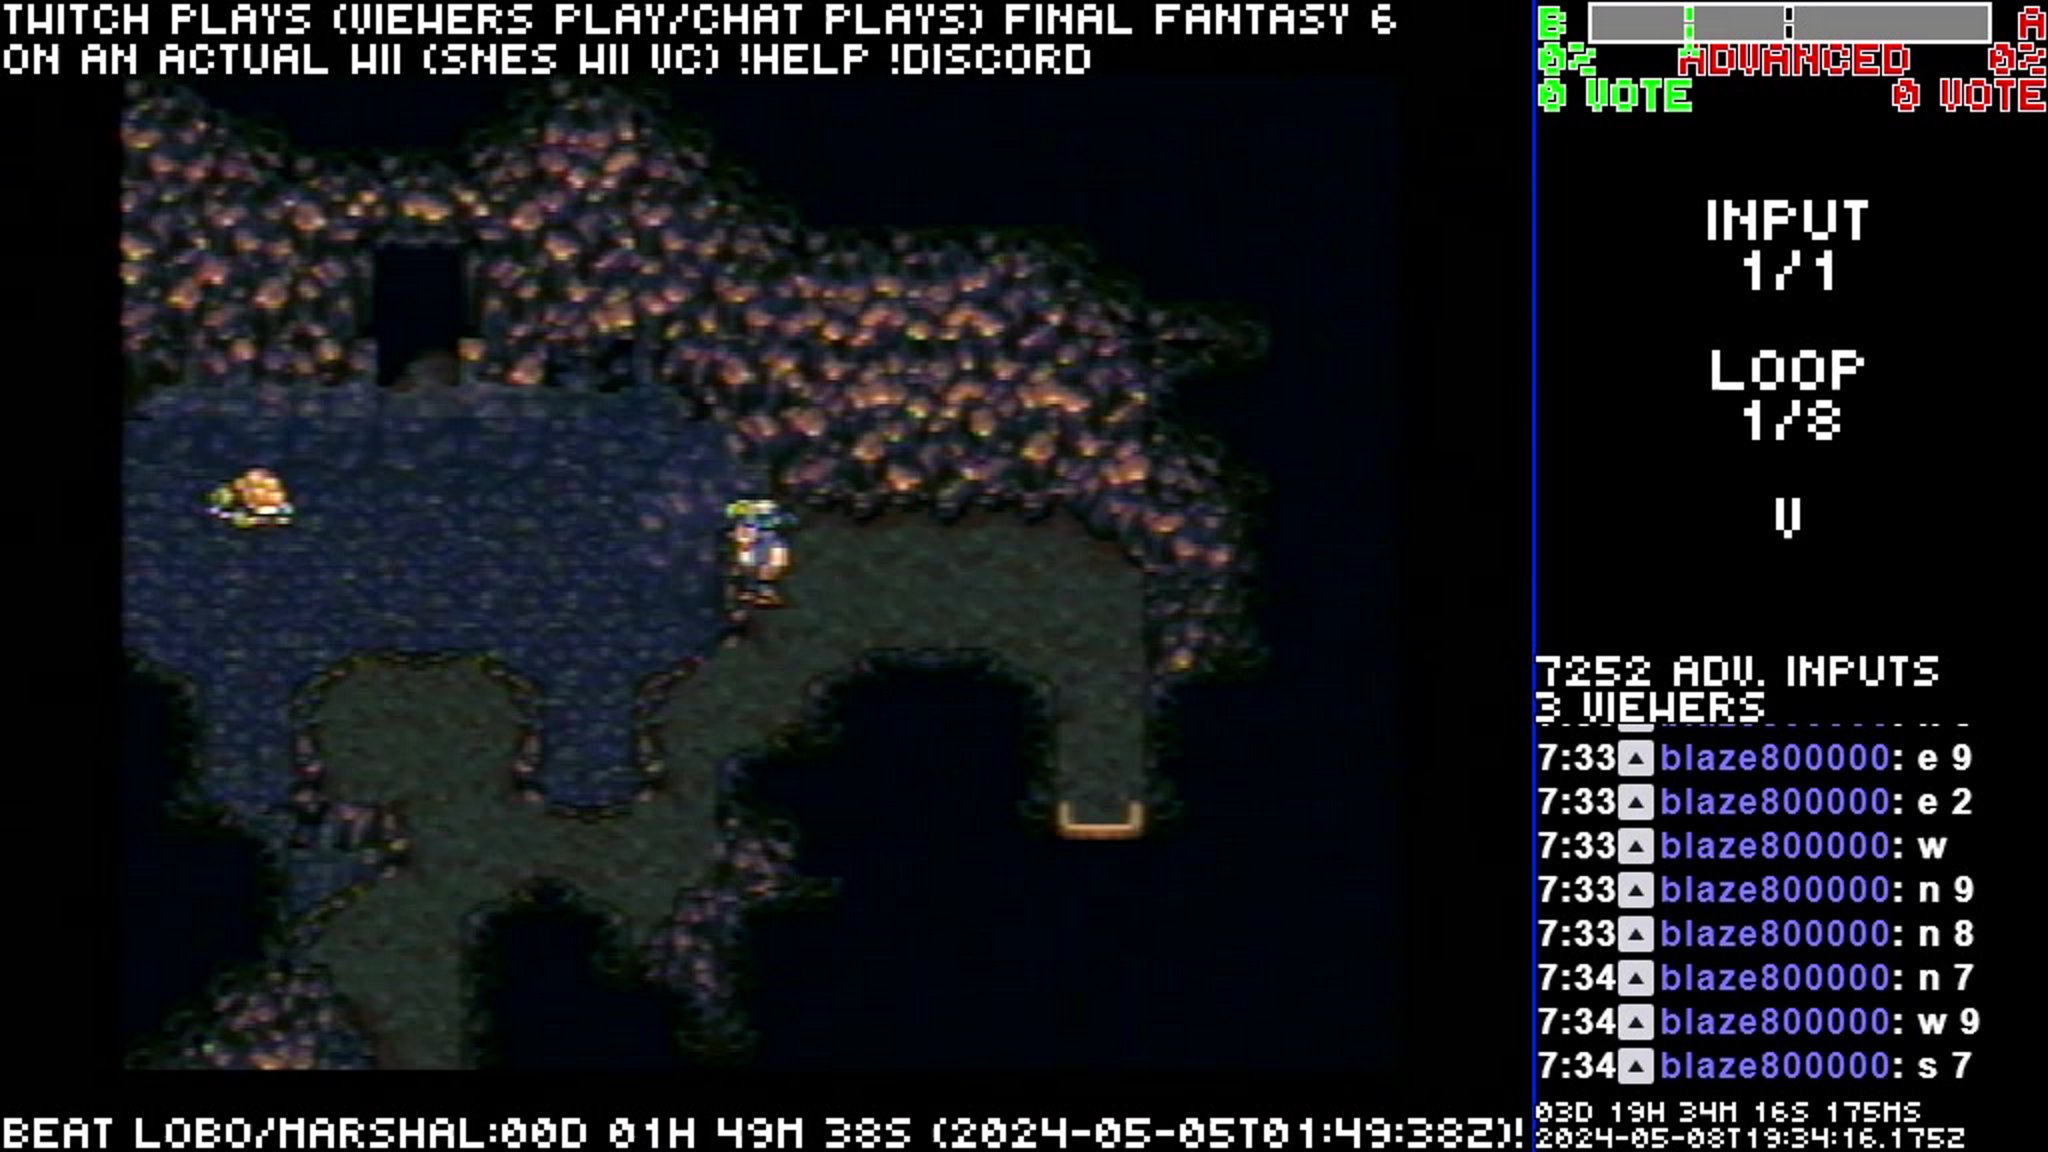 TWITCH PLAYS (VIEWERS PLAY/CHAT PLAYS) FINAL FANTASY 6
ON AN ACTUAL WII (SNES WII VC) !HELP !DISCORD
B A
0% ADVANCED 0%
0 VOTE 0 VOTE
INPUT
1/1
LOOP
1/8
V
7252 ADV. INPUTS
3 VIEWERS
7:33 blaze800000: e 9
7:33 blaze800000: e 2
7:33 blaze800000: w
7:33 blaze800000: n 9
7:33 blaze800000: n 8
7:34 blaze800000: n 7
7:34 blaze800000: w 9
7:34 blaze800000: s 7
03D 19H 34M 16S 175MS
2024-05-08T19:34:16.175Z
BEAT LOBO/MARSHAL:00D 01H 49M 38S (2024-05-05T01:49:38Z)!